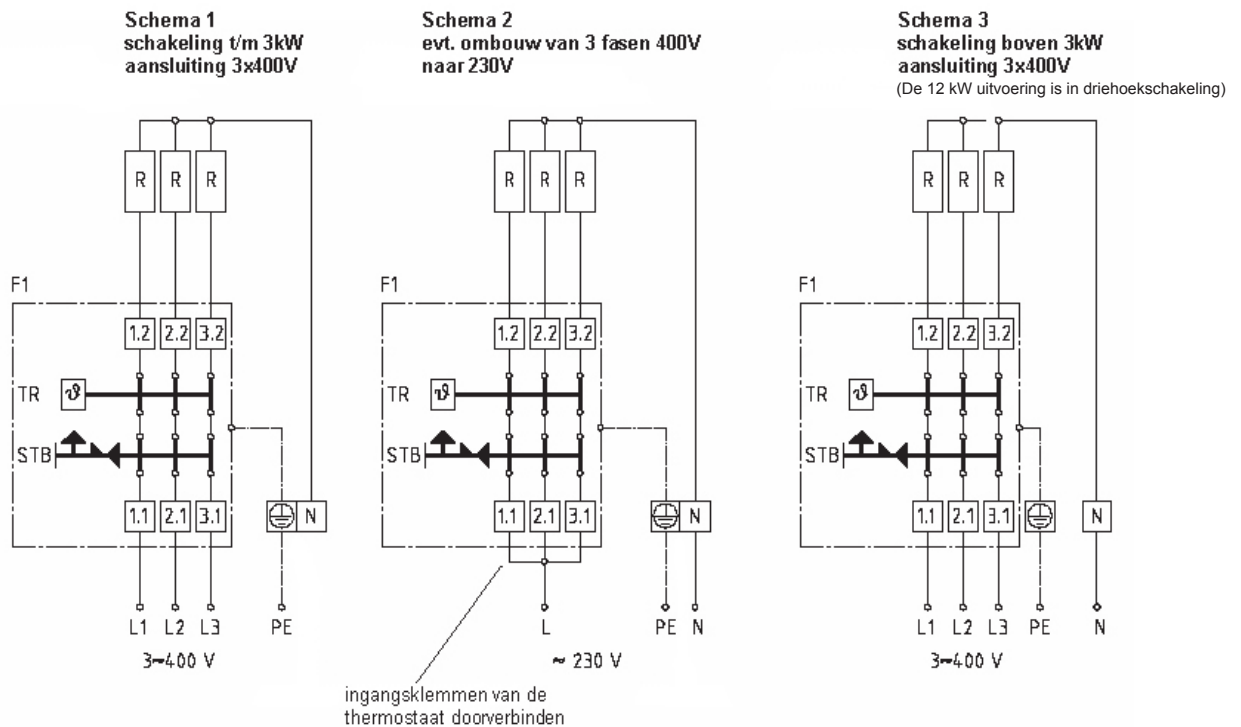 Schema 1
schakeling t/m 3kW
aansluiting 3x400V
R R R
F1
1.2 2.2 3.2
TR ϑ
STB
1.1 2.1 3.1 N
L1 L2 L3 PE
3~400 V
Schema 2
evt. ombouw van 3 fasen 400V
naar 230V
R R R
F1
1.2 2.2 3.2
TR ϑ
STB
1.1 2.1 3.1 N
L PE N
~ 230 V
ingangsklemmen van de
thermostaat doorverbinden
Schema 3
schakeling boven 3kW
aansluiting 3x400V
(De 12 kW uitvoering is in driehoekschakeling)
R R R
F1
1.2 2.2 3.2
TR ϑ
STB
1.1 2.1 3.1 N
L1 L2 L3 PE N
3~400 V